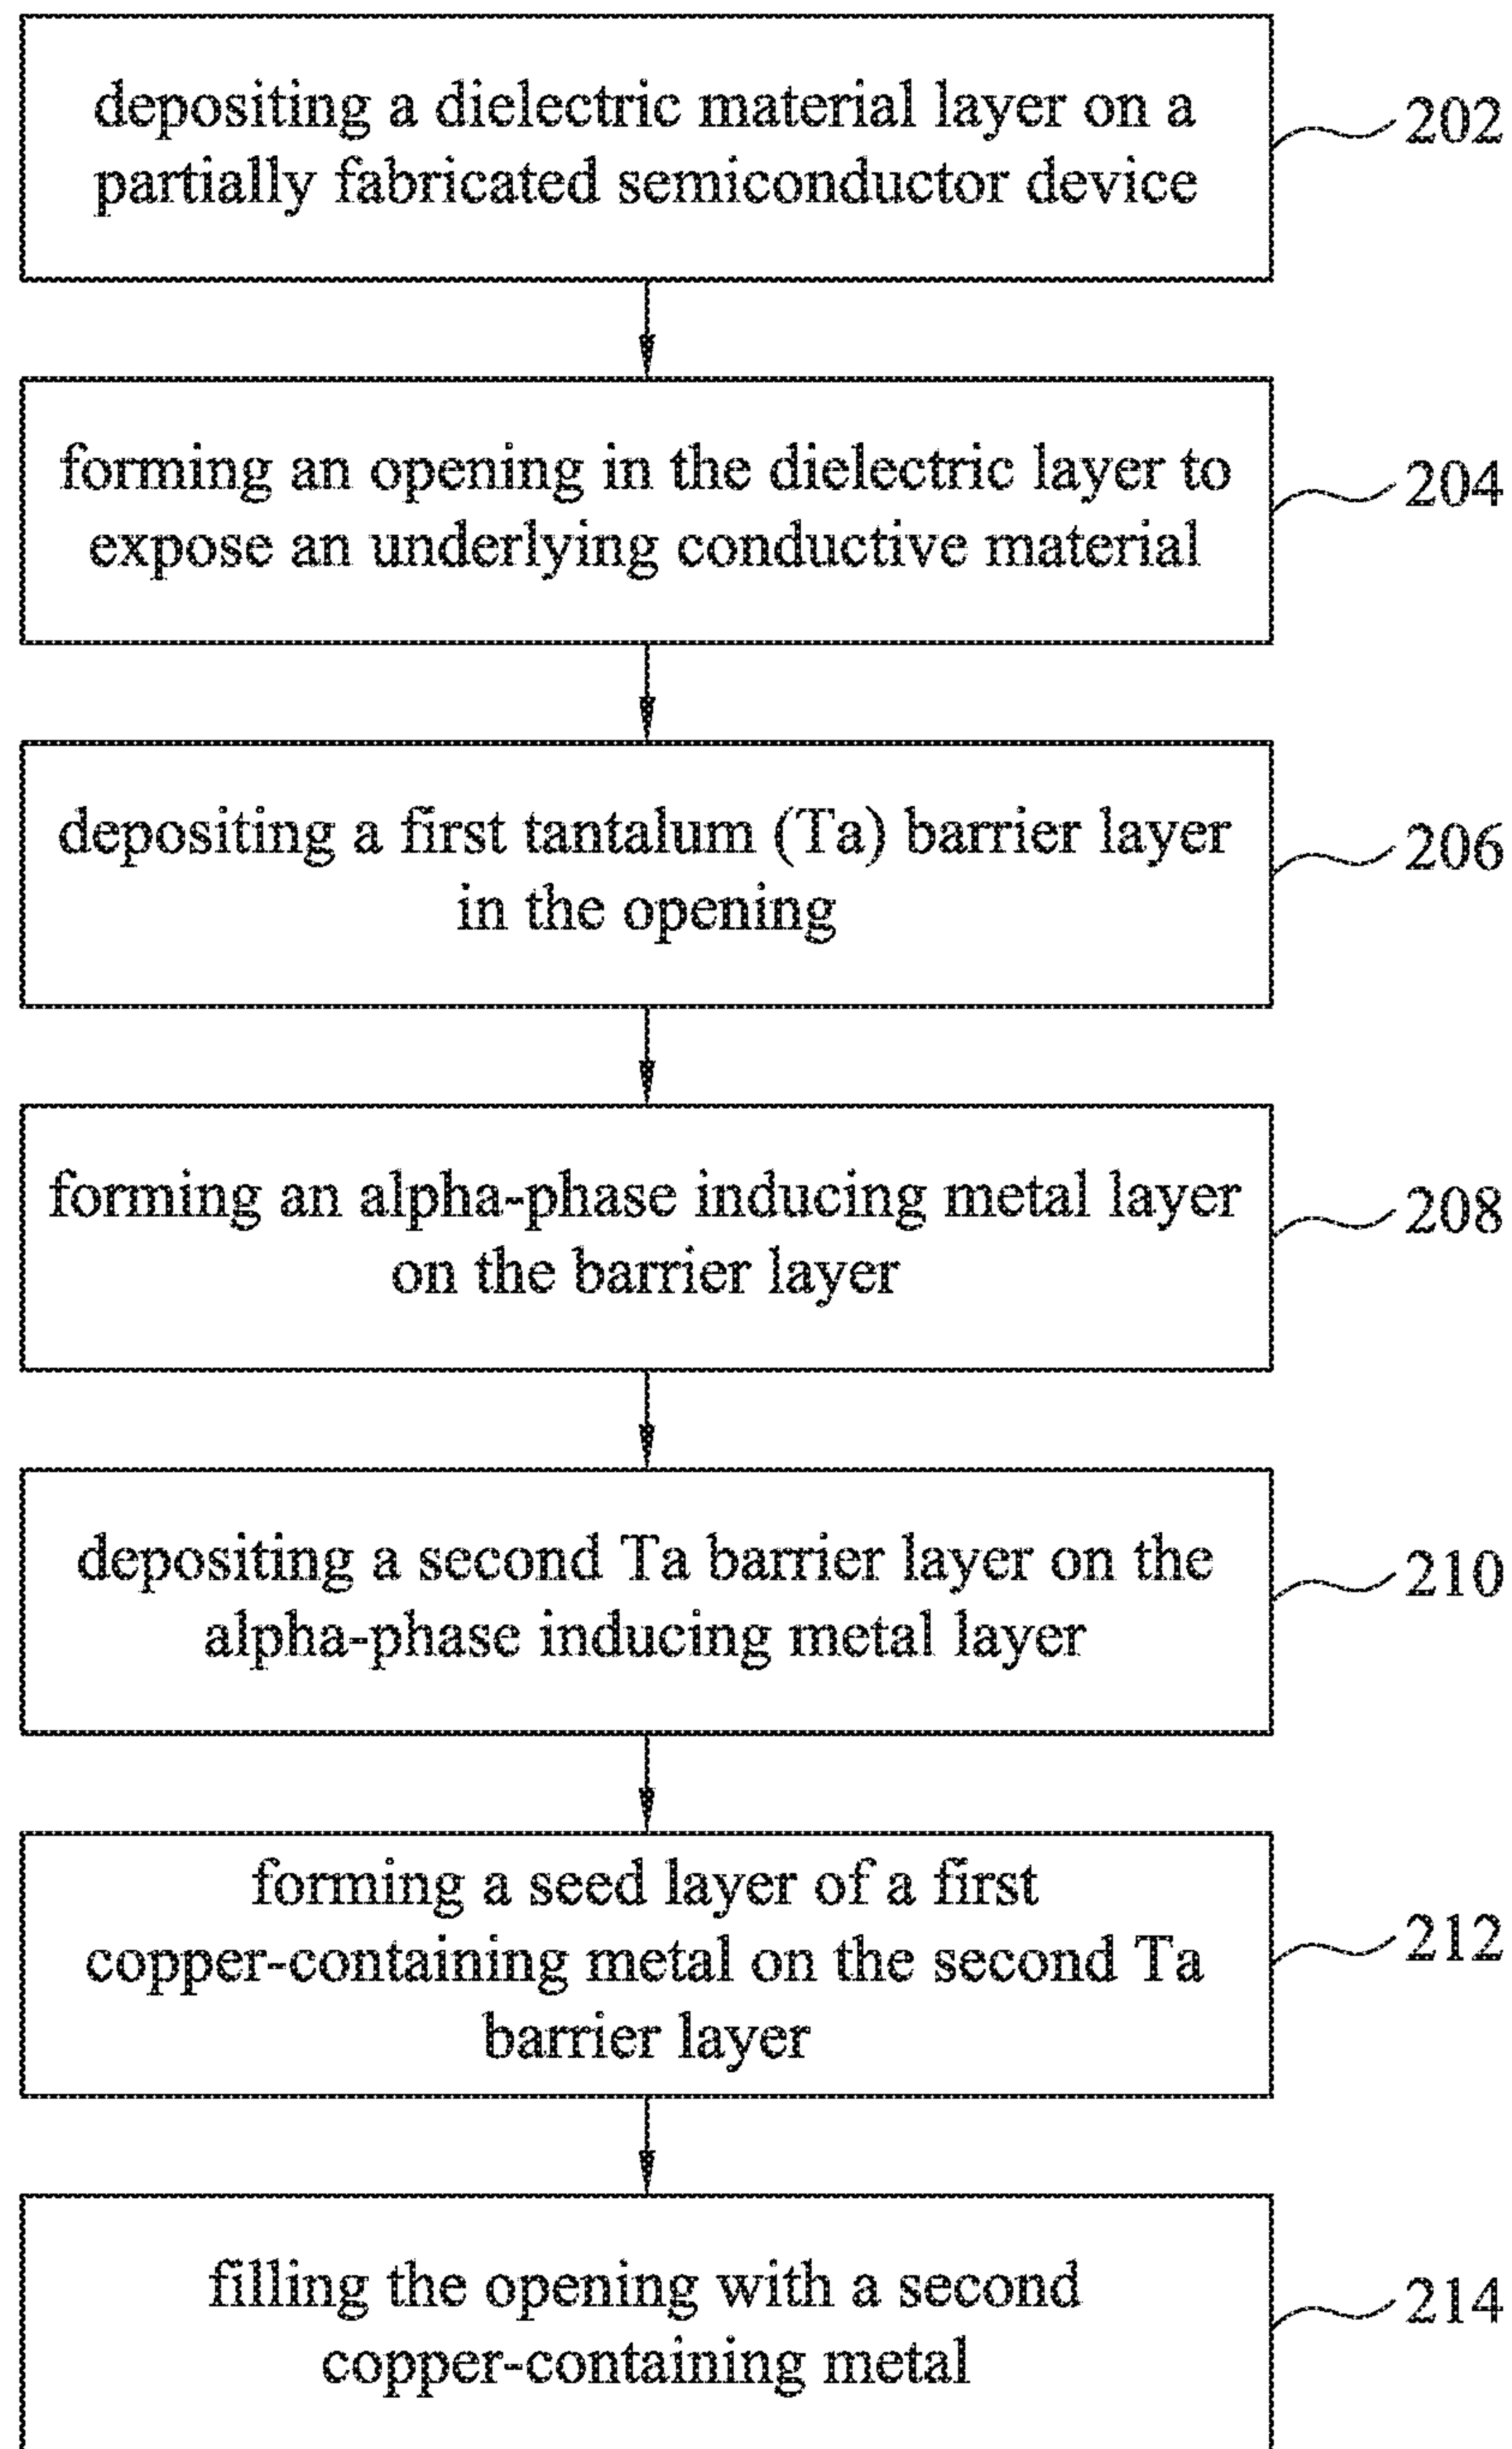 depositing a dielectric material layer on a
partially fabricated semiconductor device
202
forming an opening in the dielectric layer to
expose an underlying conductive material
204
depositing a first tantalum (Ta) barrier layer
in the opening
206
forming an alpha-phase inducing metal layer
on the barrier layer
208
depositing a second Ta barrier layer on the
alpha-phase inducing metal layer
210
forming a seed layer of a first
copper-containing metal on the second Ta
barrier layer
212
filling the opening with a second
copper-containing metal
214